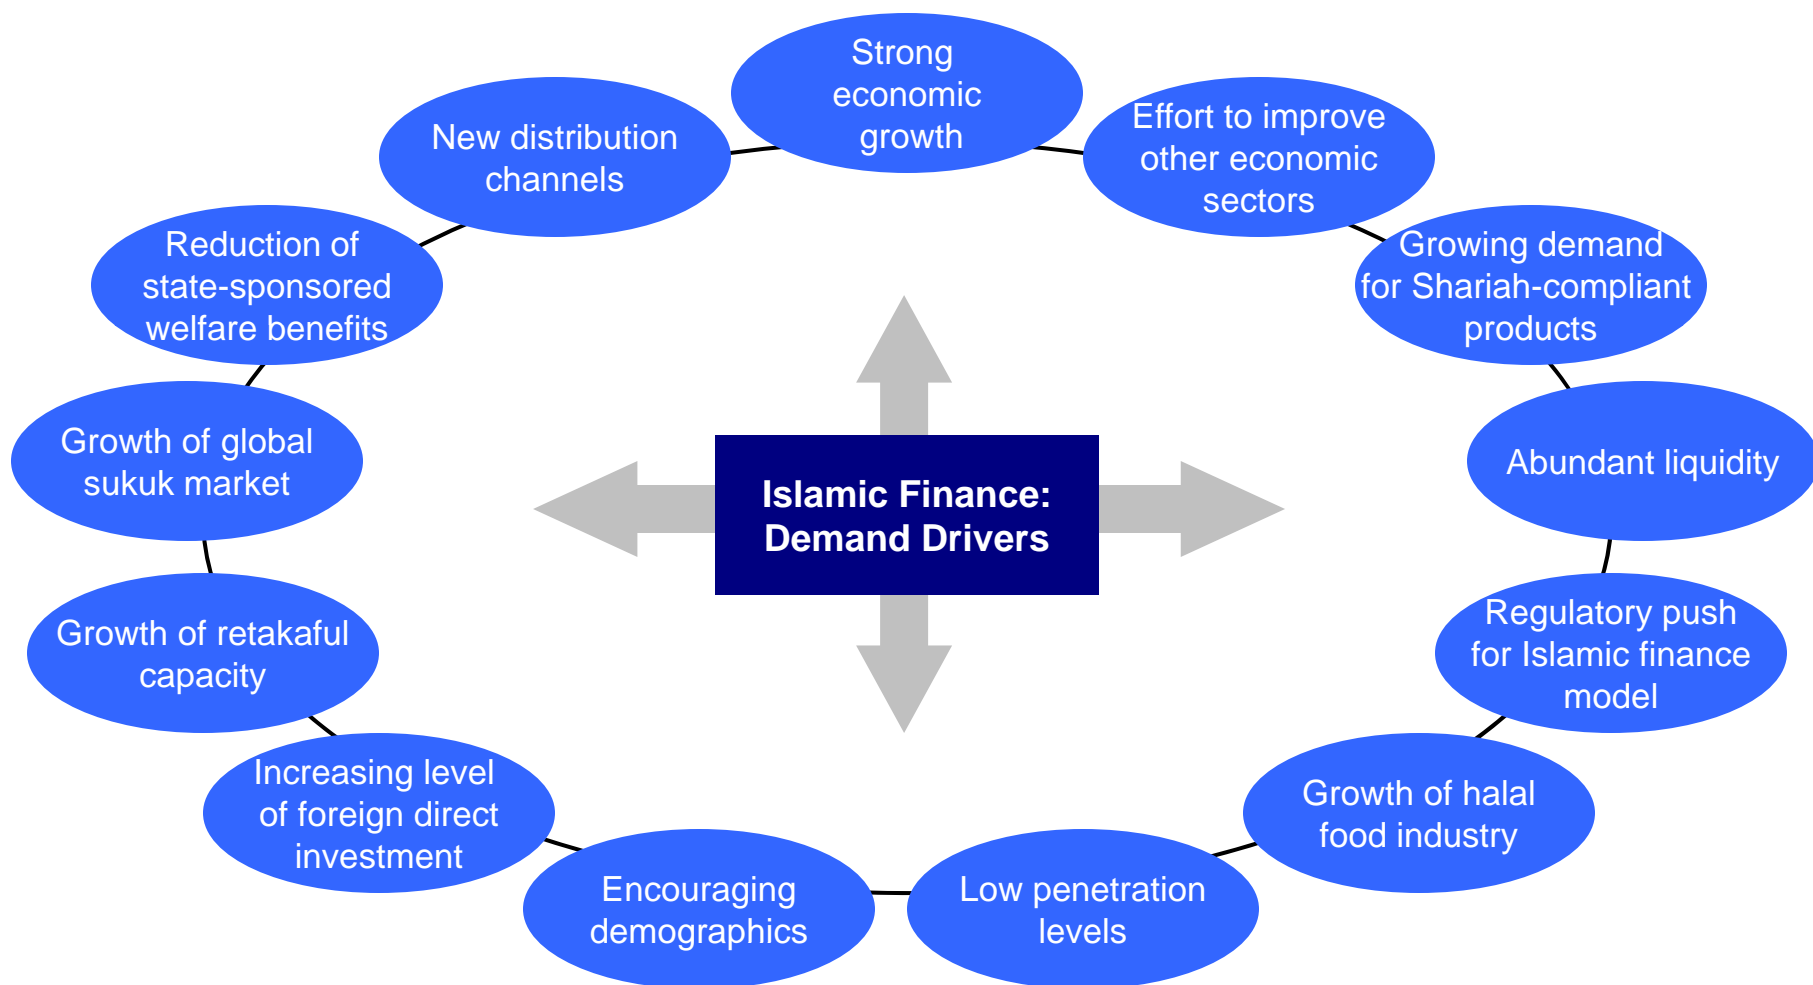 Strong
economic
growth
Effort to improve
other economic
sectors
Growing demand
for Shariah-compliant
products
Abundant liquidity
Regulatory push
for Islamic finance
model
Growth of halal
food industry
Low penetration
levels
Encouraging
demographics
Increasing level
of foreign direct
investment
Growth of retakaful
capacity
Growth of global
sukuk market
Reduction of
state-sponsored
welfare benefits
New distribution
channels
Islamic Finance:
Demand Drivers